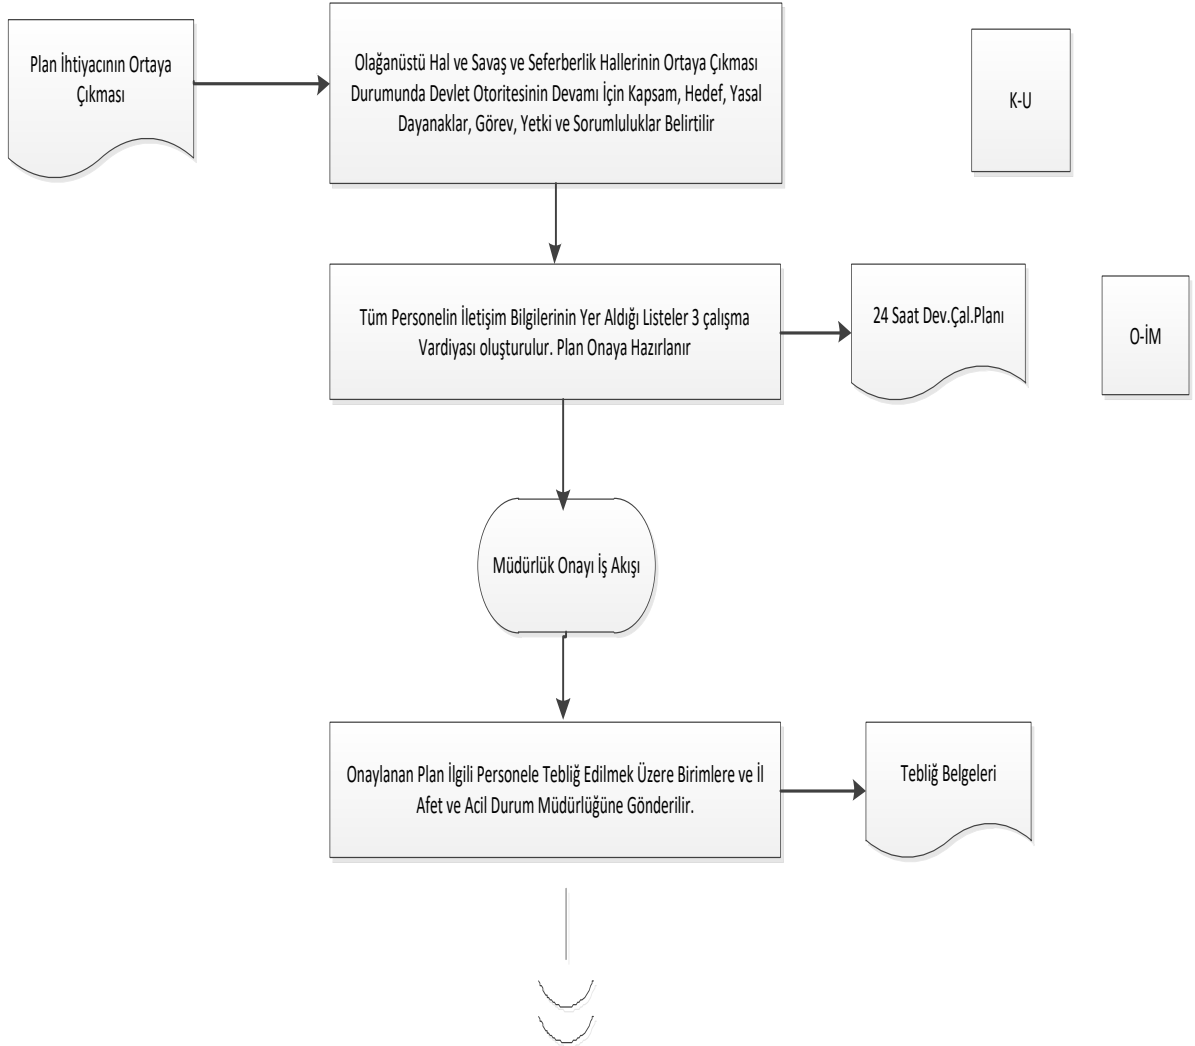 Plan İhtiyacının Ortaya
Çıkması
Olağanüstü Hal ve Savaş ve Seferberlik Hallerinin Ortaya Çıkması
Durumunda Devlet Otoritesinin Devamı İçin Kapsam, Hedef, Yasal
Dayanaklar, Görev, Yetki ve Sorumluluklar Belirtilir
K-U
Tüm Personelin İletişim Bilgilerinin Yer Aldığı Listeler 3 çalışma
Vardiyası oluşturulur. Plan Onaya Hazırlanır
24 Saat Dev.Çal.Planı
O-İM
Müdürlük Onayı İş Akışı
Onaylanan Plan İlgili Personele Tebliğ Edilmek Üzere Birimlere ve İl
Afet ve Acil Durum Müdürlüğüne Gönderilir.
Tebliğ Belgeleri